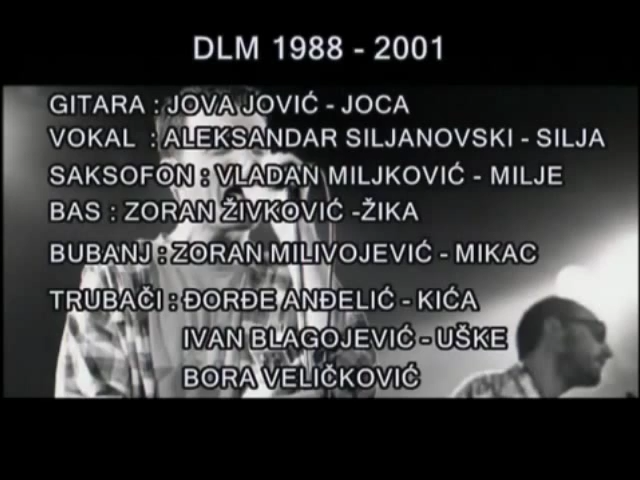 DLM 1988 - 2001
GITARA : JOVA JOVIĆ - JOCA
VOKAL : ALEKSANDAR SILJANOVSKI - SILJA
SAKSOFON : VLADAN MILJKOVIĆ - MILJE
BAS : ZORAN ŽIVKOVIĆ -ŽIKA
BUBANJ : ZORAN MILIVOJEVIĆ - MIKAC
TRUBAČI : ĐORĐE ANĐELIĆ - KIĆA
IVAN BLAGOJEVIĆ - UŠKE
BORA VELIČKOVIĆ